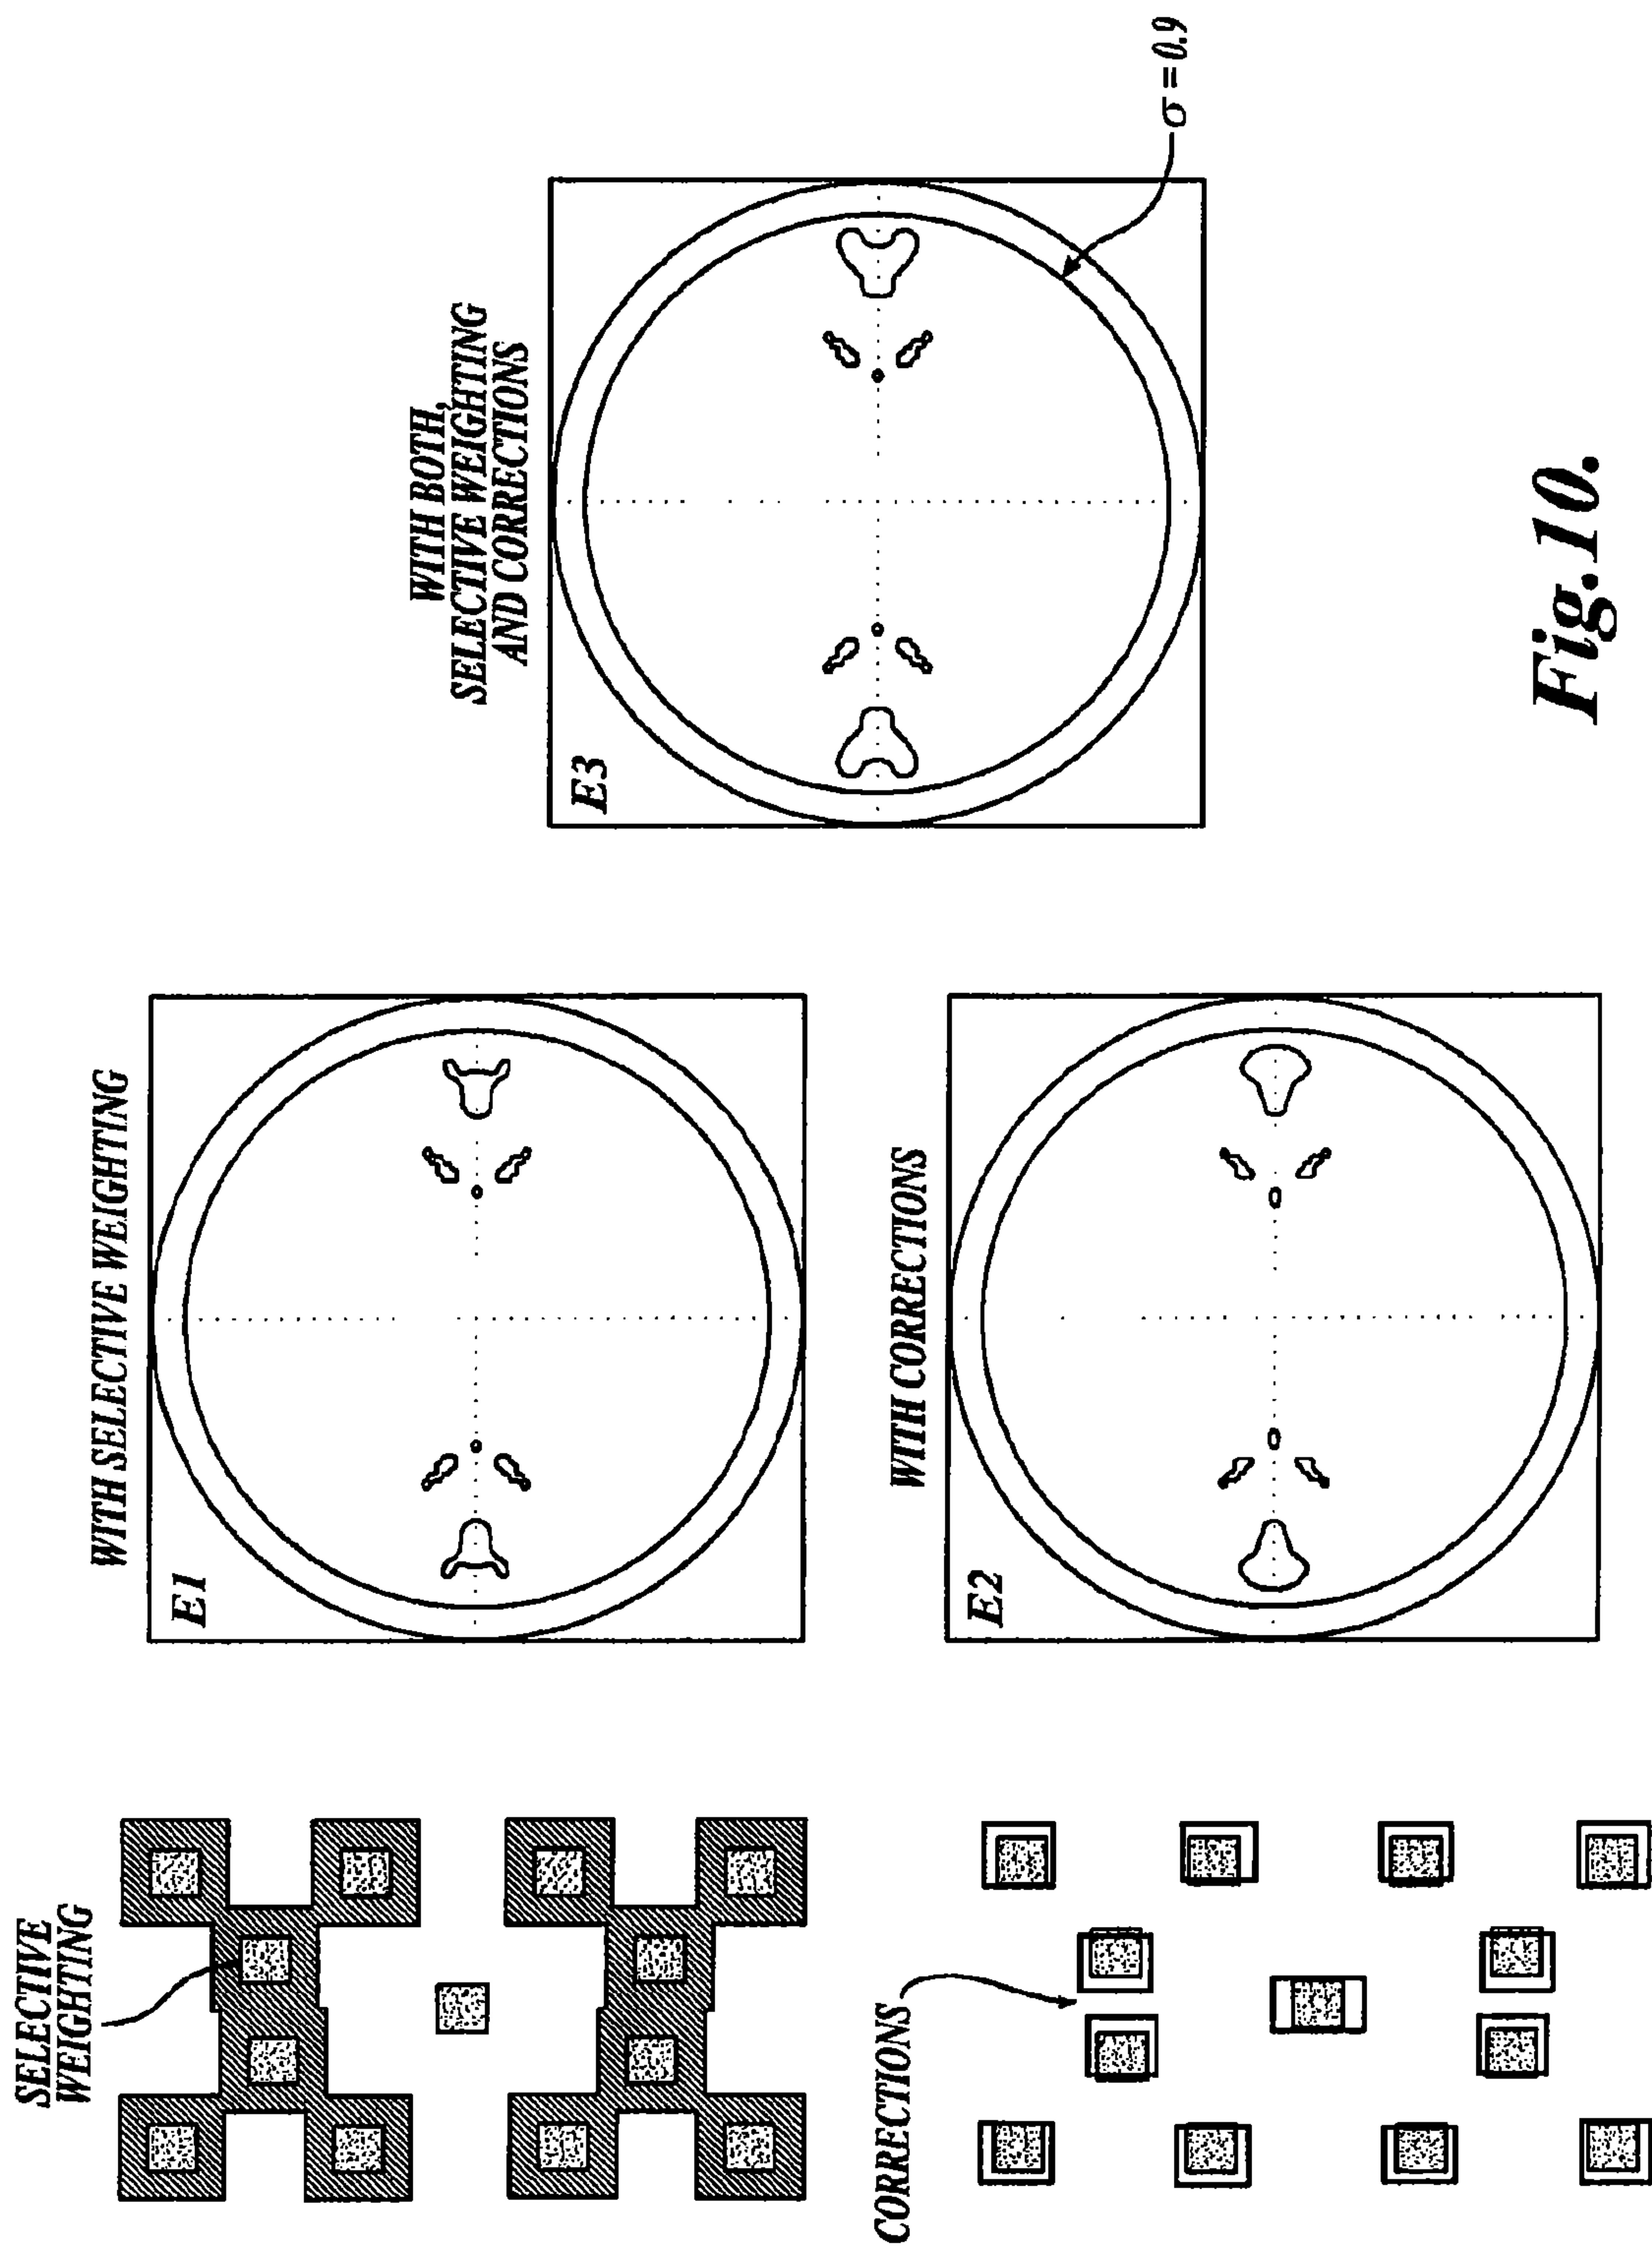 SELECTIVE
WEIGHTING
WITH SELECTIVE WEIGHTING
E1
CORRECTIONS
WITH CORRECTIONS
E2
WITH BOTH,
SELECTIVE WEIGHTING
AND CORRECTIONS
E3
σ = 0.9
Fig.10.